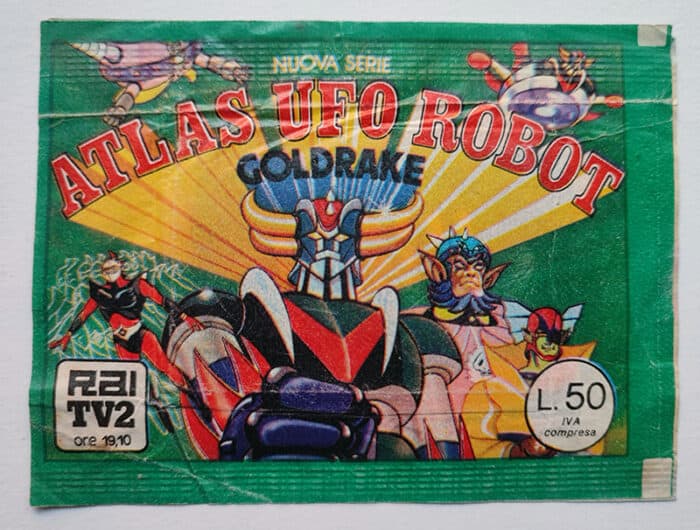 NUOVA SERIE
ATLAS UFO ROBOT
GOLDRAKE
RAI
TV2
ore 19,10
L. 50
IVA
compresa